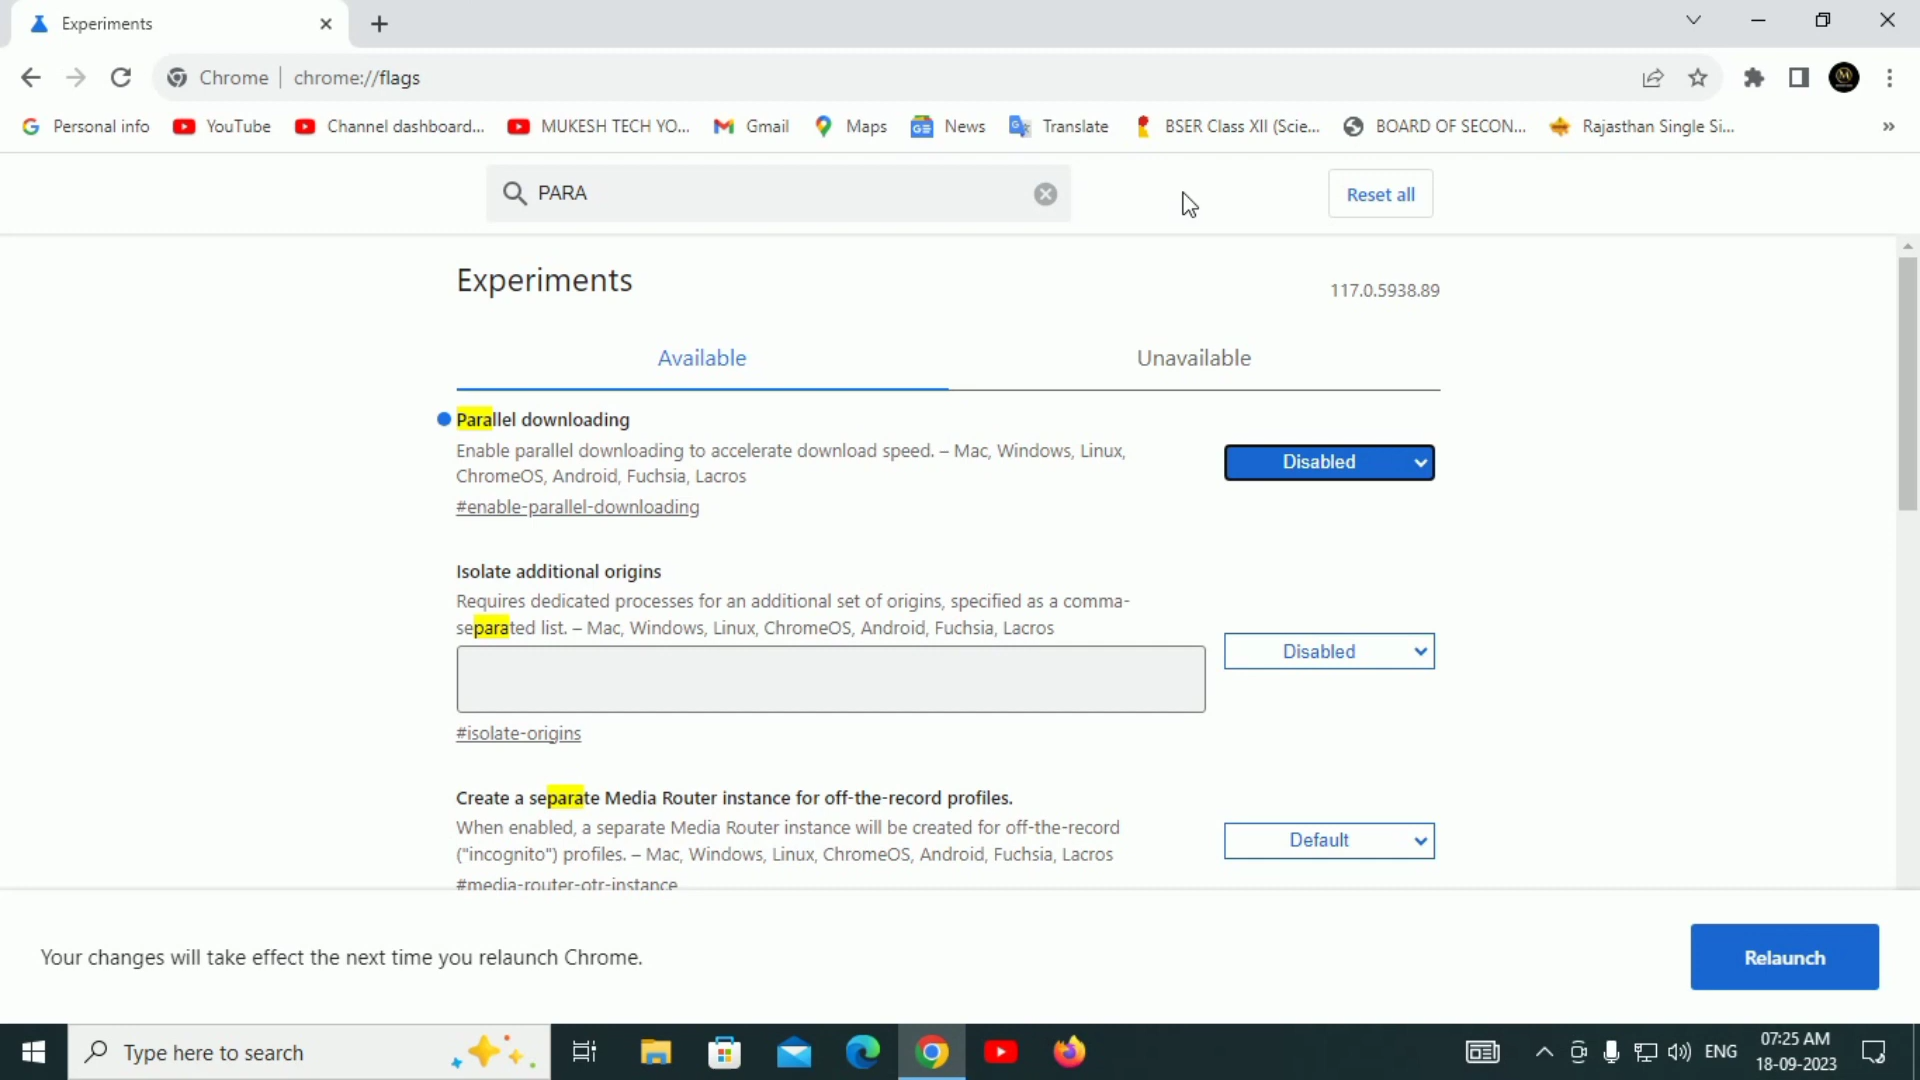 Experiments
Chrome
chrome://flags
Personal info
YouTube
Channel dashboard...
MUKESH TECH YO...
Gmail
Maps
News
Translate
BSER Class XII (Scie...
BOARD OF SECON...
Rajasthan Single Si...
PARA
Reset all
Experiments
117.0.5938.89
Available
Unavailable
Parallel downloading
Enable parallel downloading to accelerate download speed. – Mac, Windows, Linux,
ChromeOS, Android, Fuchsia, Lacros
#enable-parallel-downloading
Disabled
Isolate additional origins
Requires dedicated processes for an additional set of origins, specified as a comma-
separated list. – Mac, Windows, Linux, ChromeOS, Android, Fuchsia, Lacros
#isolate-origins
Disabled
Create a separate Media Router instance for off-the-record profiles.
When enabled, a separate Media Router instance will be created for off-the-record
("incognito") profiles. – Mac, Windows, Linux, ChromeOS, Android, Fuchsia, Lacros
#media-router-otr-instance
Default
Your changes will take effect the next time you relaunch Chrome.
Relaunch
Type here to search
ENG
07:25 AM
18-09-2023